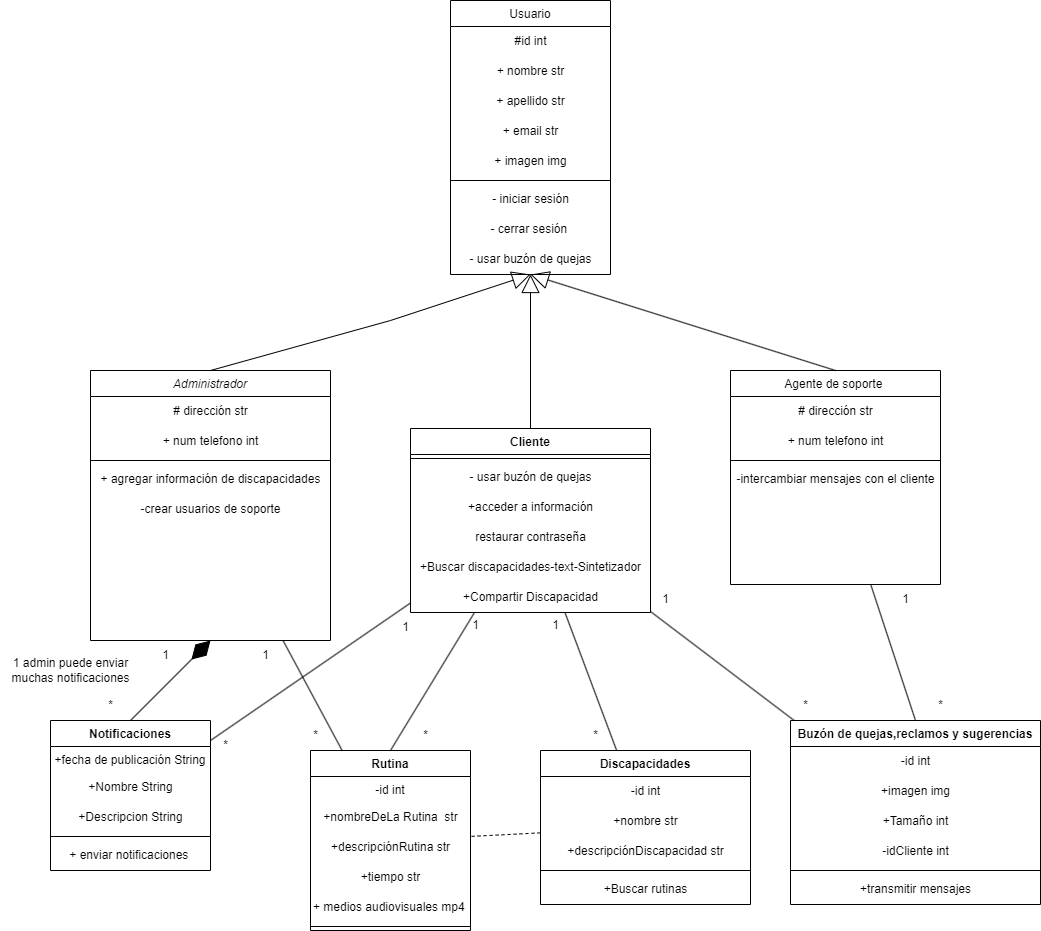 Usuario
#id int
+ nombre str
+ apellido str
+ email str
+ imagen img
- iniciar sesión
- cerrar sesión
- usar buzón de quejas
Administrador
# dirección str
+ num telefono int
+ agregar información de discapacidades
-crear usuarios de soporte
Cliente
- usar buzón de quejas
+acceder a información
restaurar contraseña
+Buscar discapacidades-text-Sintetizador
+Compartir Discapacidad
Agente de soporte
# dirección str
+ num telefono int
-intercambiar mensajes con el cliente
1
1
1
1
1
1
1
1 admin puede enviar
muchas notificaciones
*
*
*
*
*
*
*
Notificaciones
+fecha de publicación String
+Nombre String
+Descripcion String
+ enviar notificaciones
Rutina
-id int
+nombreDeLa Rutina  str
+descripciónRutina str
+tiempo str
+ medios audiovisuales mp4
Discapacidades
-id int
+nombre str
+descripciónDiscapacidad str
+Buscar rutinas
Buzón de quejas,reclamos y sugerencias
-id int
+imagen img
+Tamaño int
-idCliente int
+transmitir mensajes